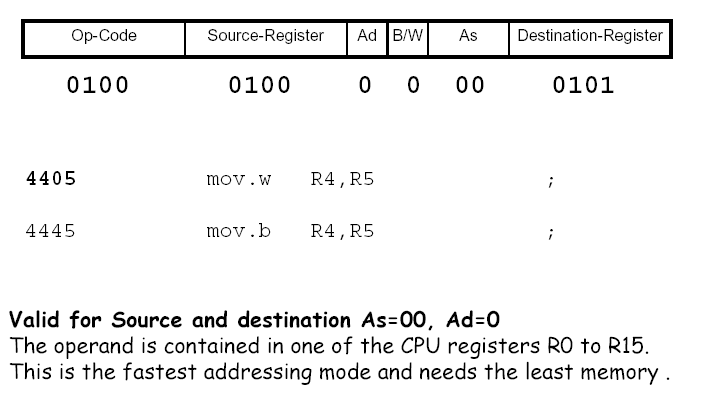 Op-Code Source-Register Ad B/W As Destination-Register
0100 0100 0 0 00 0101
4405 mov.w R4,R5 ;
4445 mov.b R4,R5 ;
Valid for Source and destination As=00, Ad=0
The operand is contained in one of the CPU registers R0 to R15.
This is the fastest addressing mode and needs the least memory .